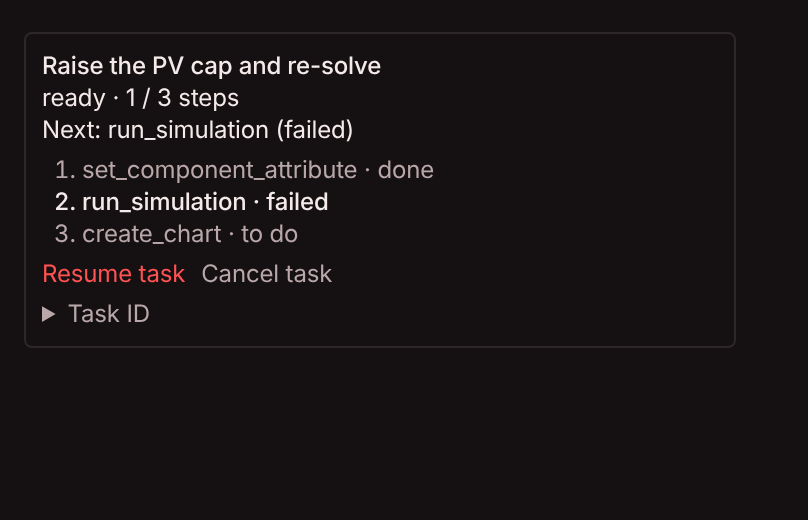 Raise the PV cap and re-solve
ready · 1 / 3 steps
Next: run_simulation (failed)
1. set_component_attribute · done
2. run_simulation · failed
3. create_chart · to do
Resume task Cancel task
▶ Task ID